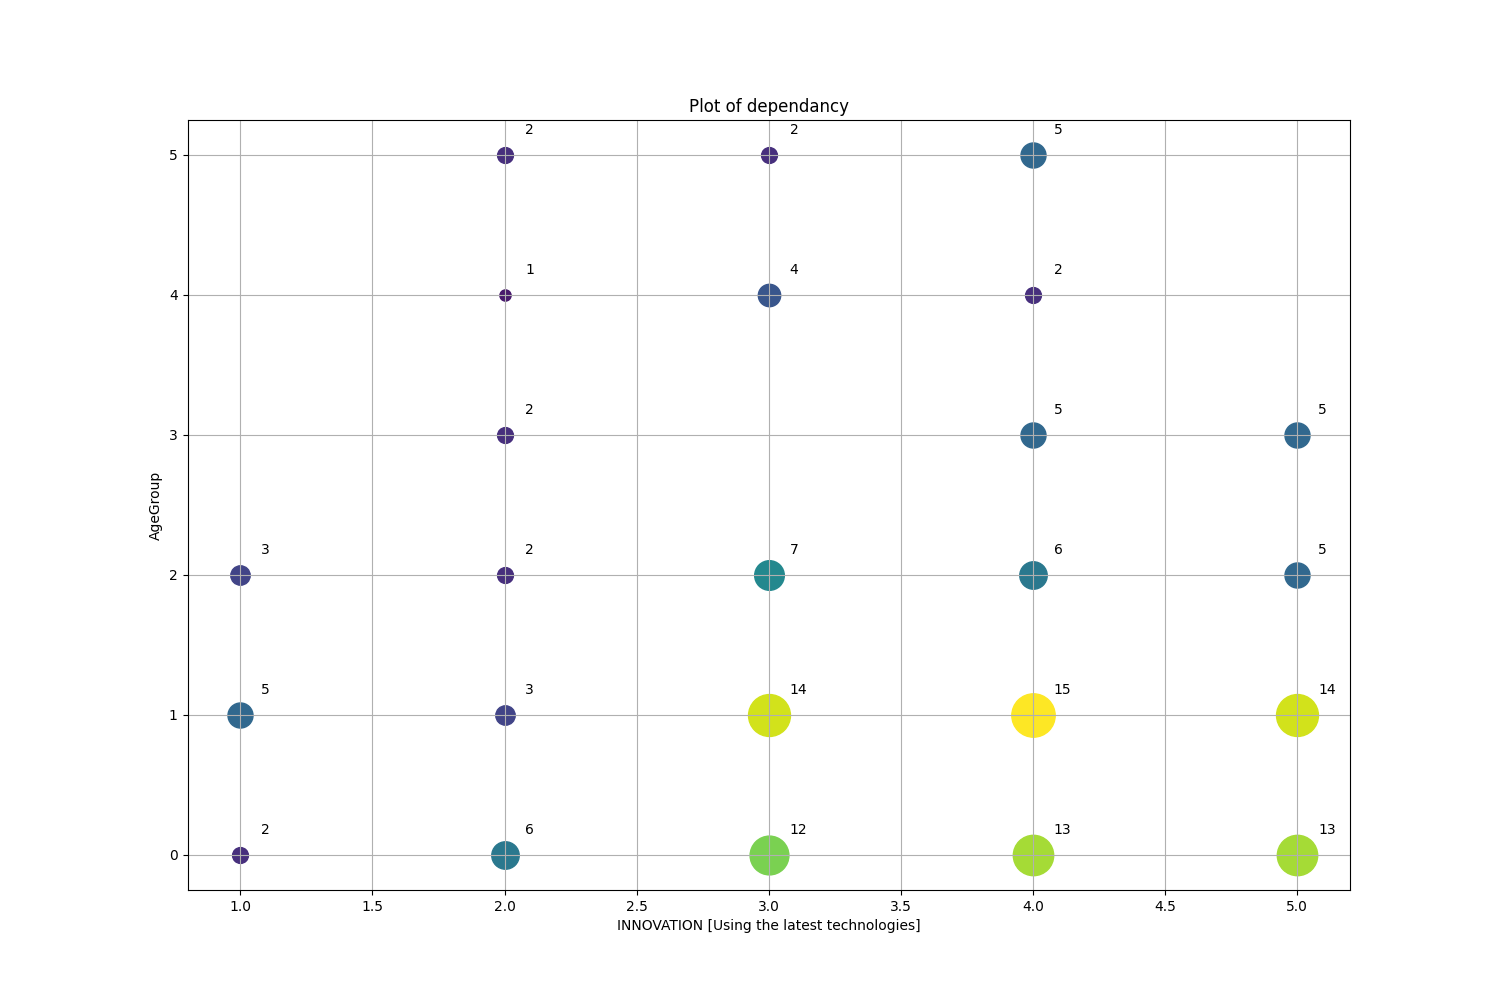 Plot of dependancy
2 2 5
5
1 4 2
4
2 5 5
3
AgeGroup
3 2 7 6 5
2
5 3 14 15 14
1
2 6 12 13 13
0
1.0 1.5 2.0 2.5 3.0 3.5 4.0 4.5 5.0
INNOVATION [Using the latest technologies]